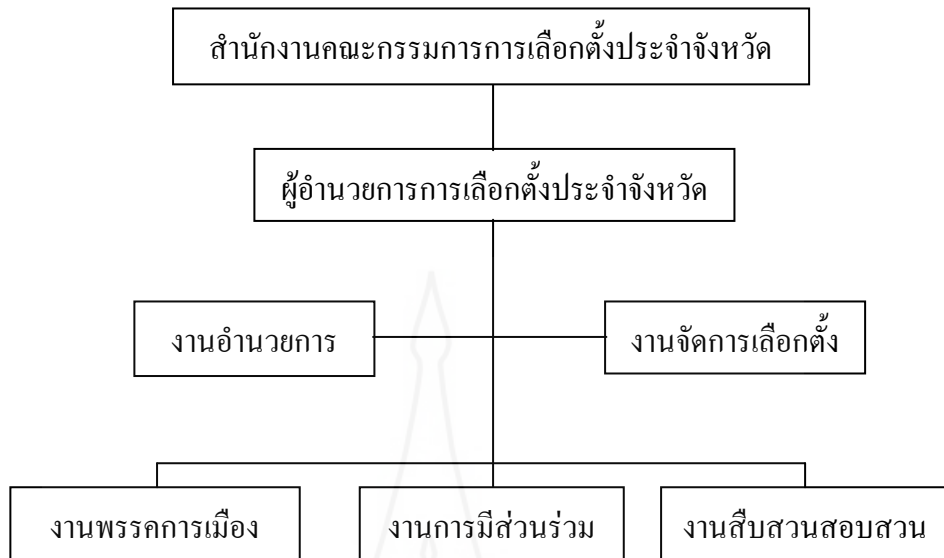 สำนักงานคณะกรรมการการเลือกตั้งประจำจังหวัด
ผู้อำนวยการการเลือกตั้งประจำจังหวัด
งานอำนวยการ
งานจัดการเลือกตั้ง
งานพรรคการเมือง
งานการมีส่วนร่วม
งานสืบสวนสอบสวน